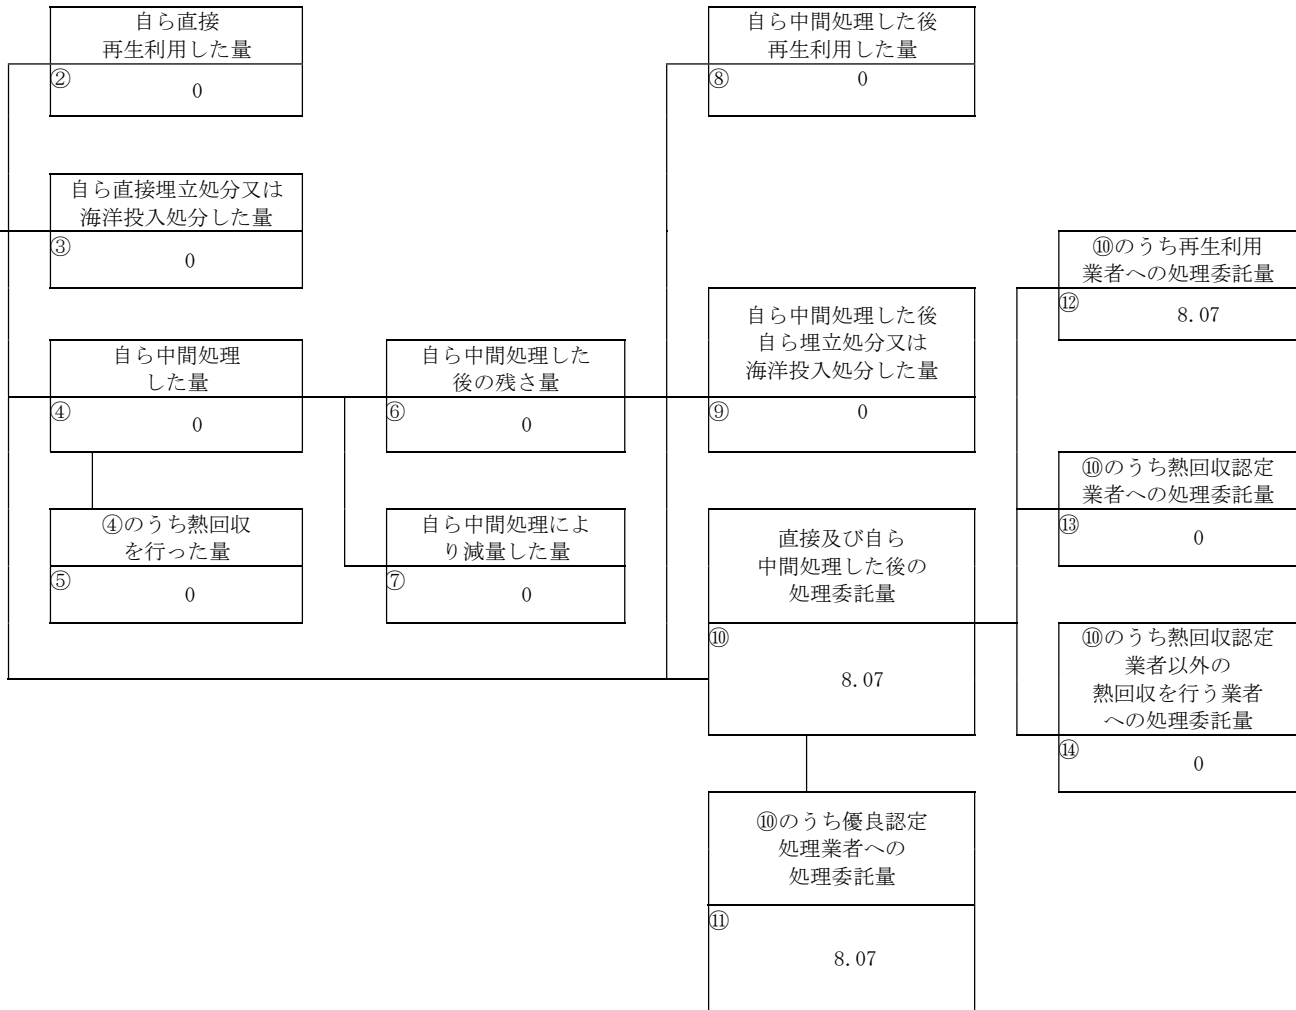 自ら直接
再生利用した量
②
0
自ら直接埋立処分又は
海洋投入処分した量
③
0
自ら中間処理
した量
④
0
④のうち熱回収
を行った量
⑤
0
自ら中間処理した
後の残さ量
⑥
0
自ら中間処理によ
り減量した量
⑦
0
自ら中間処理した後
再生利用した量
⑧
0
自ら中間処理した後
自ら埋立処分又は
海洋投入処分した量
⑨
0
直接及び自ら
中間処理した後の
処理委託量
⑩
8.07
⑩のうち優良認定
処理業者への
処理委託量
⑪
8.07
⑩のうち再生利用
業者への処理委託量
⑫
8.07
⑩のうち熱回収認定
業者への処理委託量
⑬
0
⑩のうち熱回収認定
業者以外の
熱回収を行う業者
への処理委託量
⑭
0